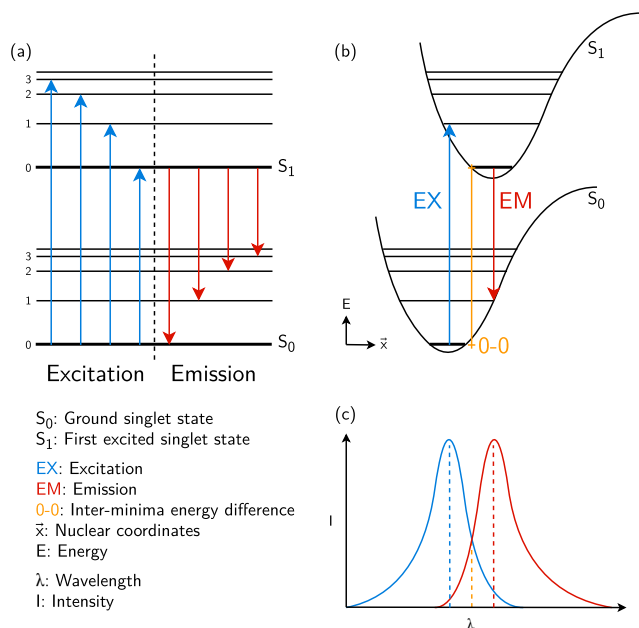 (a)
3
2
1
0
S₁
3
2
1
0
S₀
Excitation
Emission
(b)
S₁
S₀
EX
EM
0-0
E
x⃗
S₀: Ground singlet state
S₁: First excited singlet state
EX: Excitation
EM: Emission
0-0: Inter-minima energy difference
x⃗: Nuclear coordinates
E: Energy
λ: Wavelength
I: Intensity
(c)
I
λ